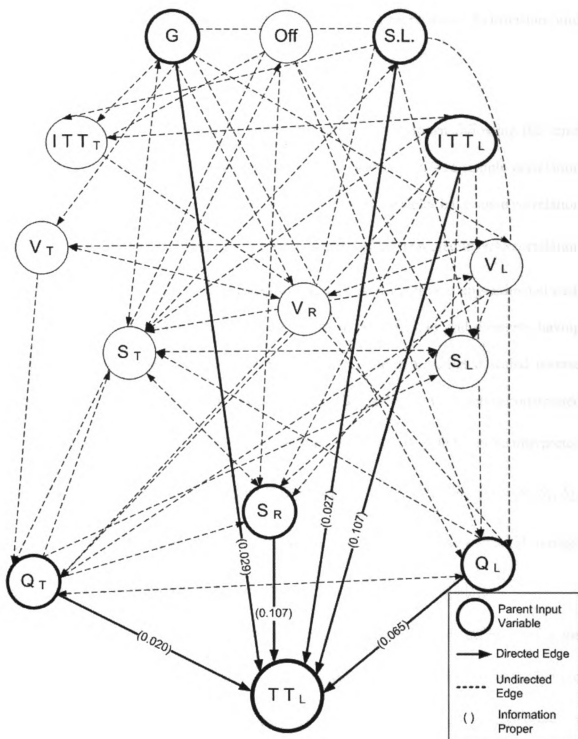 G Off S.L.
ITT T ITT L
V T V L
V R
S T S L
S R
Q T Q L
TT L
(0.029)
(0.027)
(0.107)
(0.107)
(0.020)
(0.065)
Parent Input
Variable
Directed Edge
Undirected
Edge
( ) Information
Proper